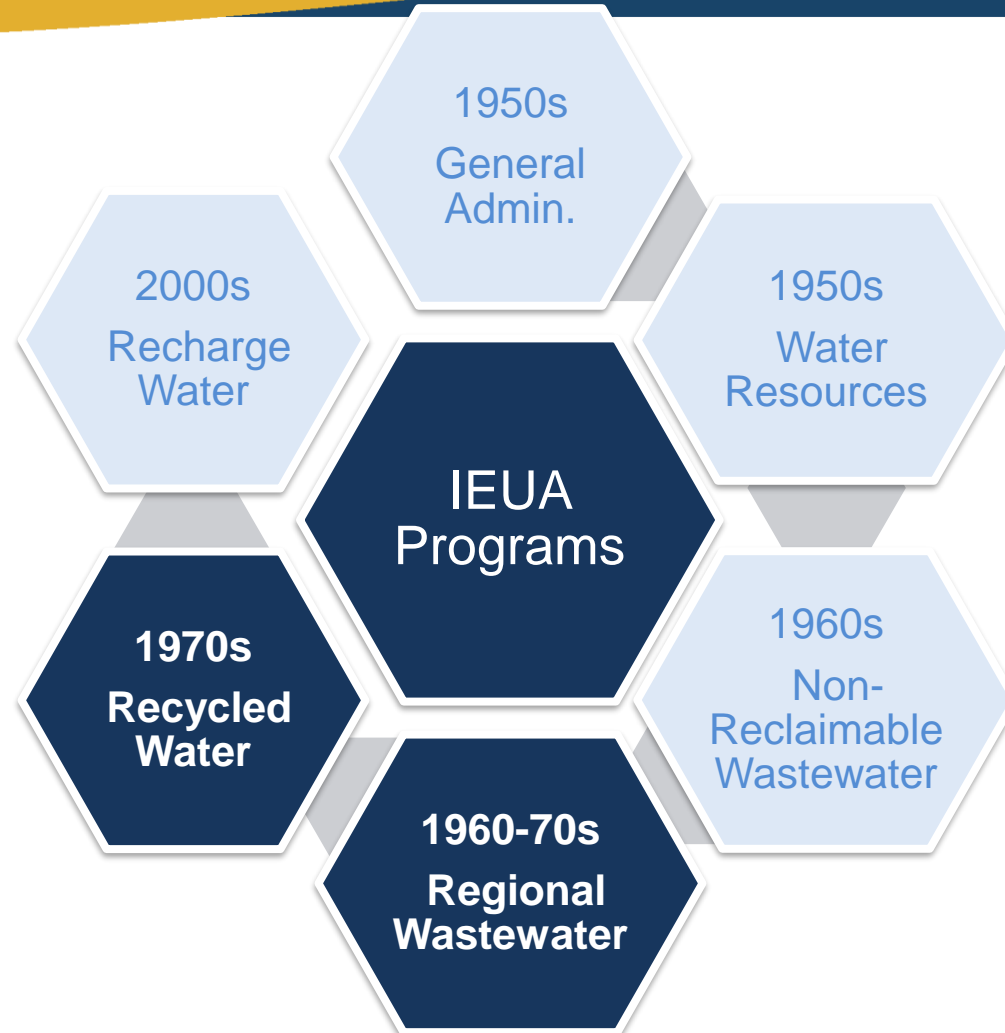 1950s
General
Admin.
2000s
Recharge
Water
1950s
Water
Resources
IEUA
Programs
1970s
Recycled
Water
1960s
Non-
Reclaimable
Wastewater
1960-70s
Regional
Wastewater